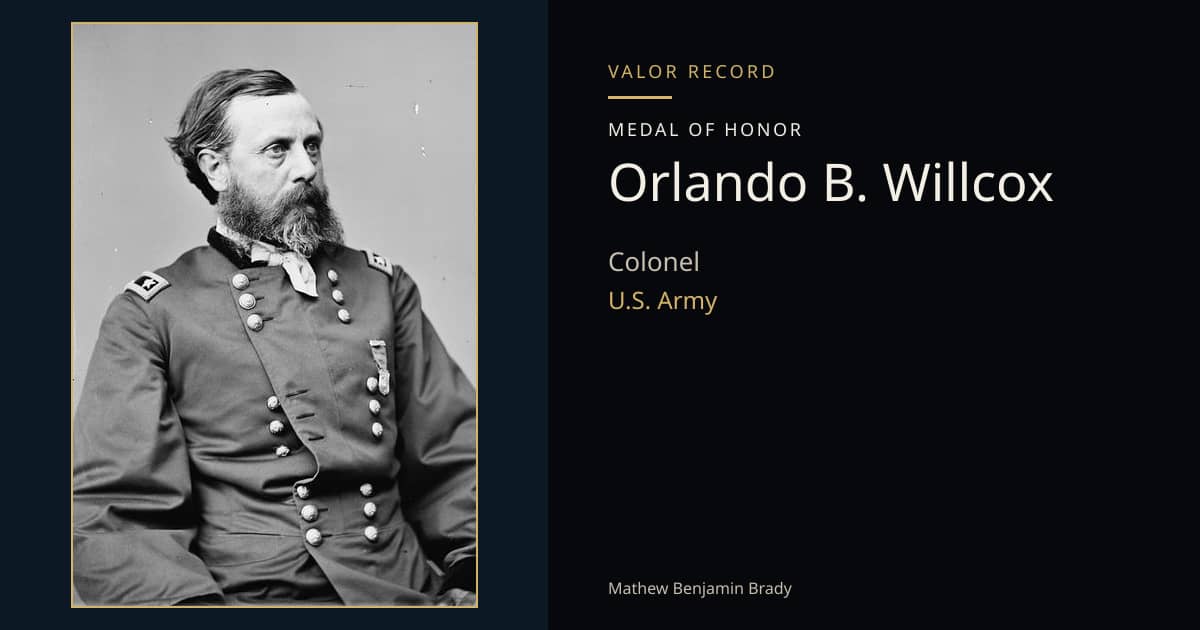 VALOR RECORD
MEDAL OF HONOR
Orlando B. Willcox
Colonel
U.S. Army
Mathew Benjamin Brady